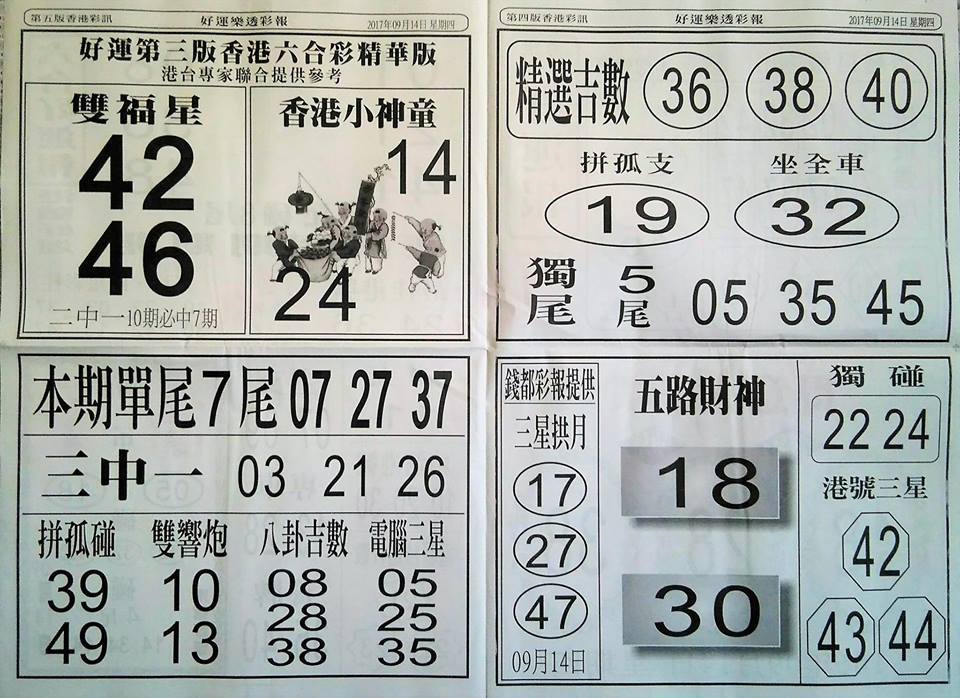 第五版香港彩訊 好運樂透彩報 2017年09月14日 星期四
好運第三版香港六合彩精華版
港台專家聯合提供參考
雙福星
42
46
二中一10期必中7期
香港小神童
14
24
本期單尾7尾 07 27 37
三中一 03 21 26
拼孤碰
39
49
雙響炮
10
13
八卦吉數
08
28
38
電腦三星
05
25
35
第四版香港彩訊 好運樂透彩報 2017年09月14日 星期四
精選吉數 36 38 40
拼孤支
19
坐全車
32
獨尾
5尾
05 35 45
錢都彩報提供
三星拱月
17
27
47
09月14日
五路財神
18
30
獨碰
22 24
港號三星
42
43 44